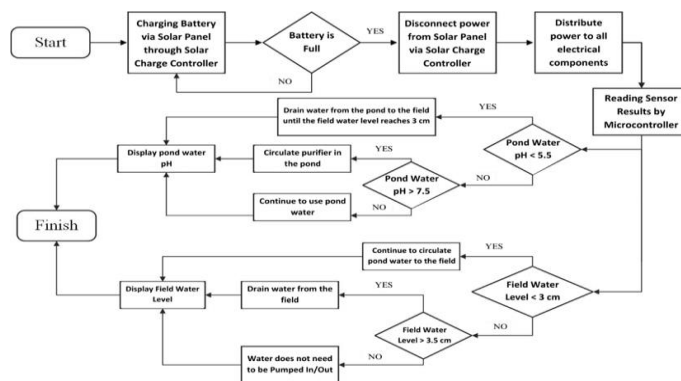 Start
Charging Battery
via Solar Panel
through Solar
Charge Controller
Battery is
Full
YES
NO
Disconnect power
from Solar Panel
via Solar Charge
Controller
Distribute
power to all
electrical
components
Reading Sensor
Results by
Microcontroller
Drain water from the pond to the field
until the field water level reaches 3 cm
YES
Pond Water
pH < 5.5
NO
Display pond water
pH
Circulate purifier in
the pond
YES
Pond Water
pH > 7.5
NO
Continue to use pond
water
Finish
Continue to circulate
pond water to the field
YES
Field Water
Level < 3 cm
NO
Display Field Water
Level
Drain water from the
field
YES
Field Water
Level > 3.5 cm
NO
Water does not need
to be Pumped In/Out